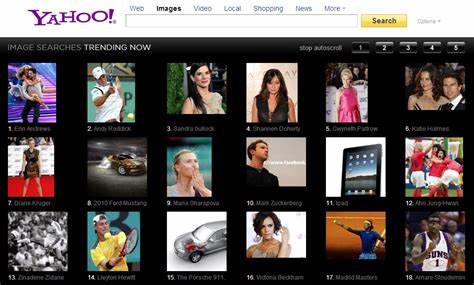 YAHOO!
Web Images Video Local Shopping News More
Search
Options
IMAGE SEARCHES TRENDING NOW
stop autoscroll 1 2 3 4 5
1. Erin Andrews
2. Andy Roddick
3. Sandra bullock
4. Shannen Doherty
5. Gwyneth Paltrow
6. Katie Holmes
7. Diane Kruger
8. 2010 Ford Mustang
9. Maria Sharapova
10. Mark Zuckerberg
11. Ipad
12. Ahn Jung-Hwan
13. Zinadene Zidane
14. Lleyton Hewitt
15. The Porsche 911...
16. Victoria Beckham
17. Madrid Masters
18. Amare Stoudemire
SUNS